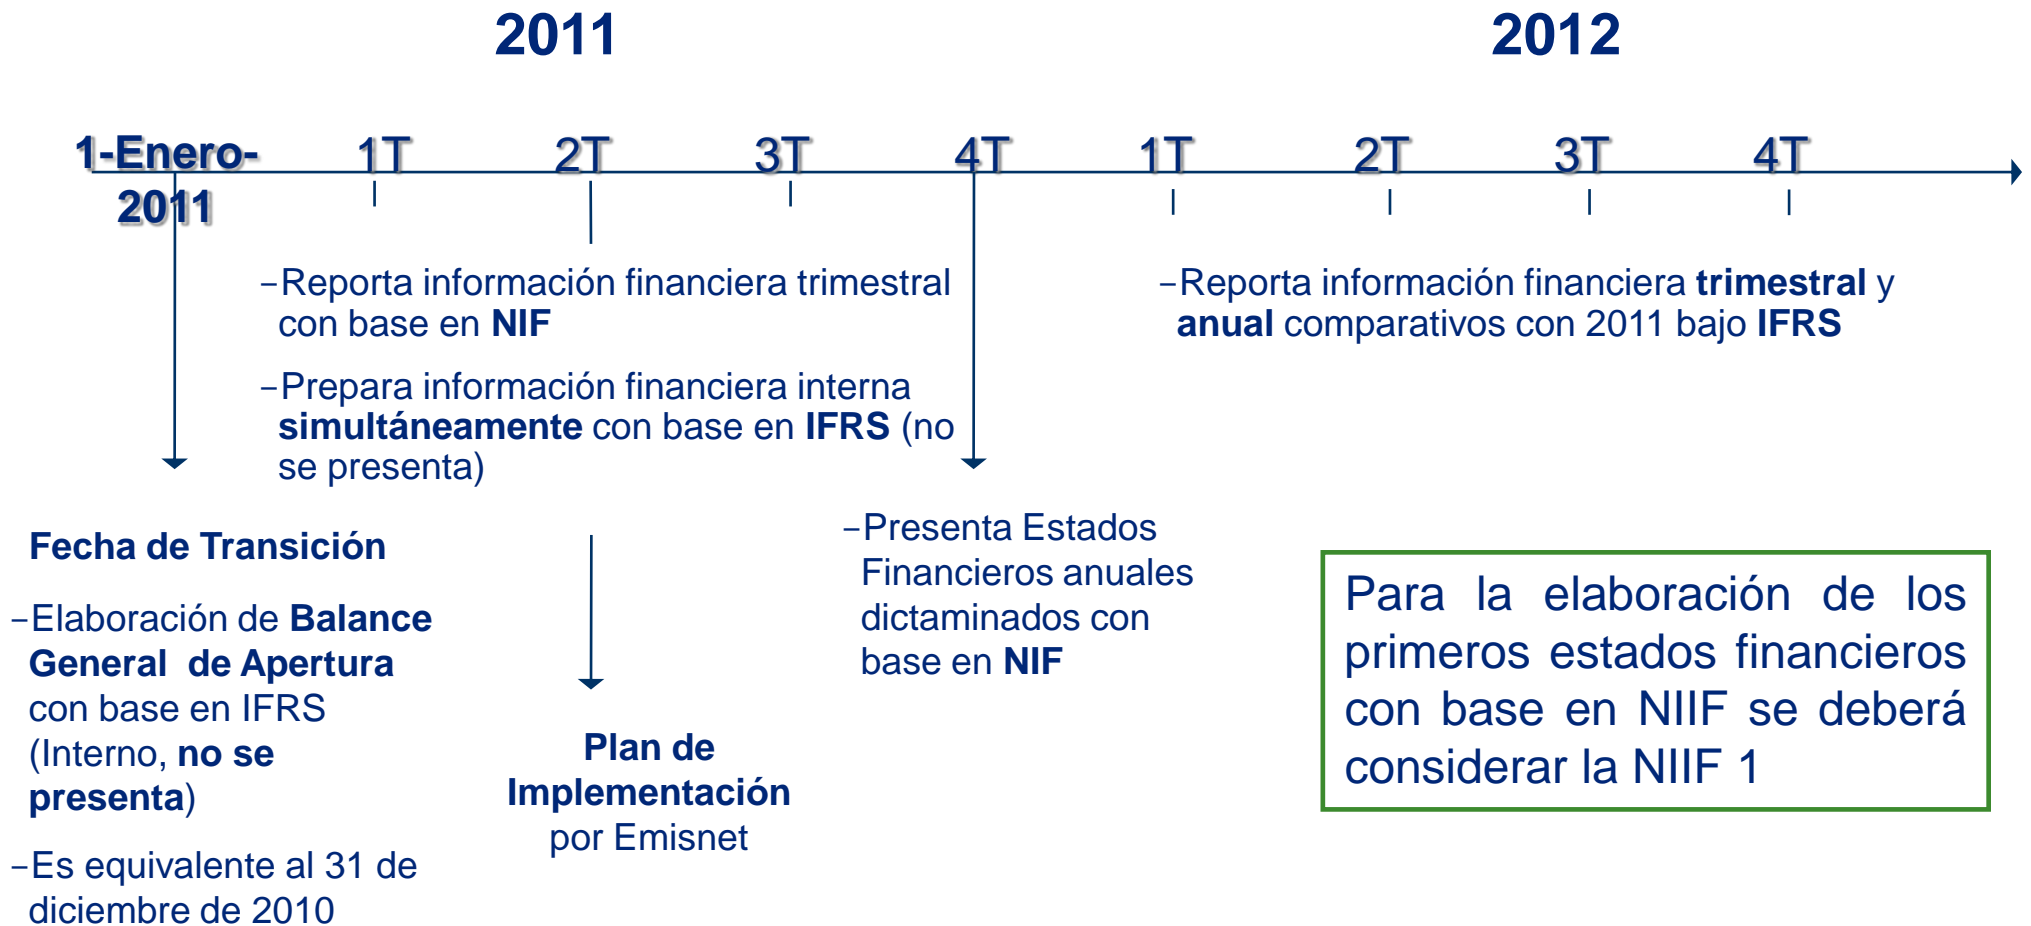 2011
2012
1-Enero-
2011
1T
2T
3T
4T
1T
2T
3T
4T
–Reporta información financiera trimestral
con base en NIF
–Prepara información financiera interna
simultáneamente con base en IFRS (no
se presenta)
–Reporta información financiera trimestral y
anual comparativos con 2011 bajo IFRS
Fecha de Transición
–Elaboración de Balance
General de Apertura
con base en IFRS
(Interno, no se
presenta)
–Es equivalente al 31 de
diciembre de 2010
Plan de
Implementación
por Emisnet
–Presenta Estados
Financieros anuales
dictaminados con
base en NIF
Para la elaboración de los
primeros estados financieros
con base en NIIF se deberá
considerar la NIIF 1